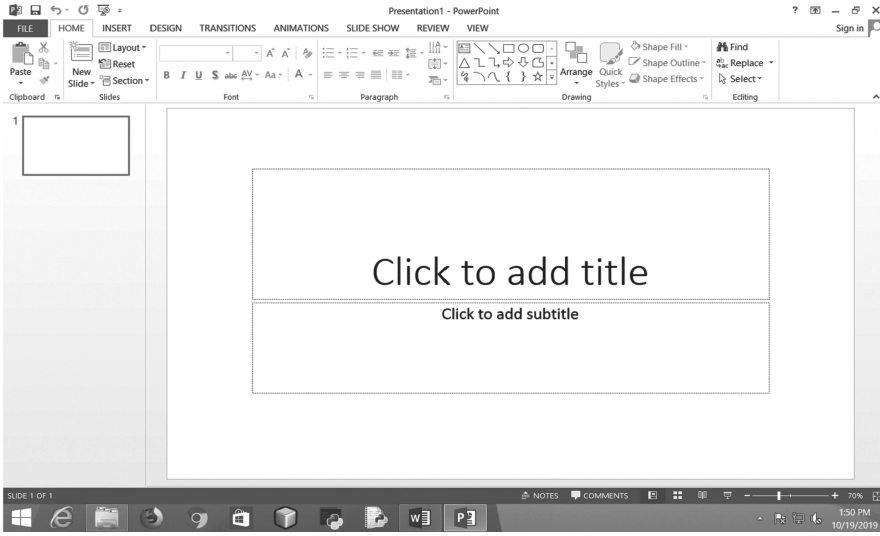 Presentation1 - PowerPoint
? Sign in
FILE HOME INSERT DESIGN TRANSITIONS ANIMATIONS SLIDE SHOW REVIEW VIEW
Paste
New Slide
Layout
Reset
Section
B I U S abc AV Aa A
Arrange
Quick Styles
Shape Fill
Shape Outline
Shape Effects
Find
Replace
Select
Clipboard Slides Font Paragraph Drawing Editing
1
Click to add title
Click to add subtitle
SLIDE 1 OF 1 NOTES COMMENTS 70%
1:50 PM
10/19/2019